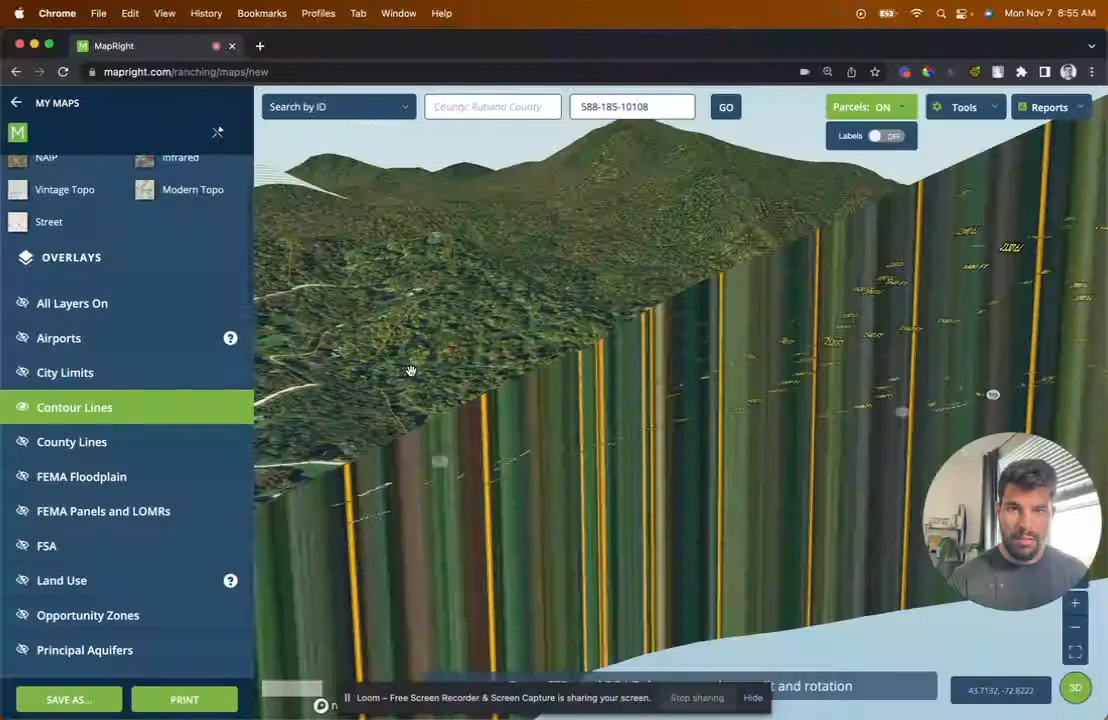 Chrome File Edit View History Bookmarks Profiles Tab Window Help
Mon Nov 7 8:55 AM
MapRight
mapright.com/ranching/maps/new
MY MAPS
Search by ID
County: Rutland County
588-185-10108
GO
Parcels: ON
Tools
Reports
Labels OFF
M
NAIP
Infrared
Vintage Topo
Modern Topo
Street
OVERLAYS
All Layers On
Airports ?
City Limits
Contour Lines
County Lines
FEMA Floodplain
FEMA Panels and LOMRs
FSA
Land Use ?
Opportunity Zones
Principal Aquifers
SAVE AS...
PRINT
Loom – Free Screen Recorder & Screen Capture is sharing your screen.
Stop sharing
Hide
and rotation
43.7132, -72.8222
3D